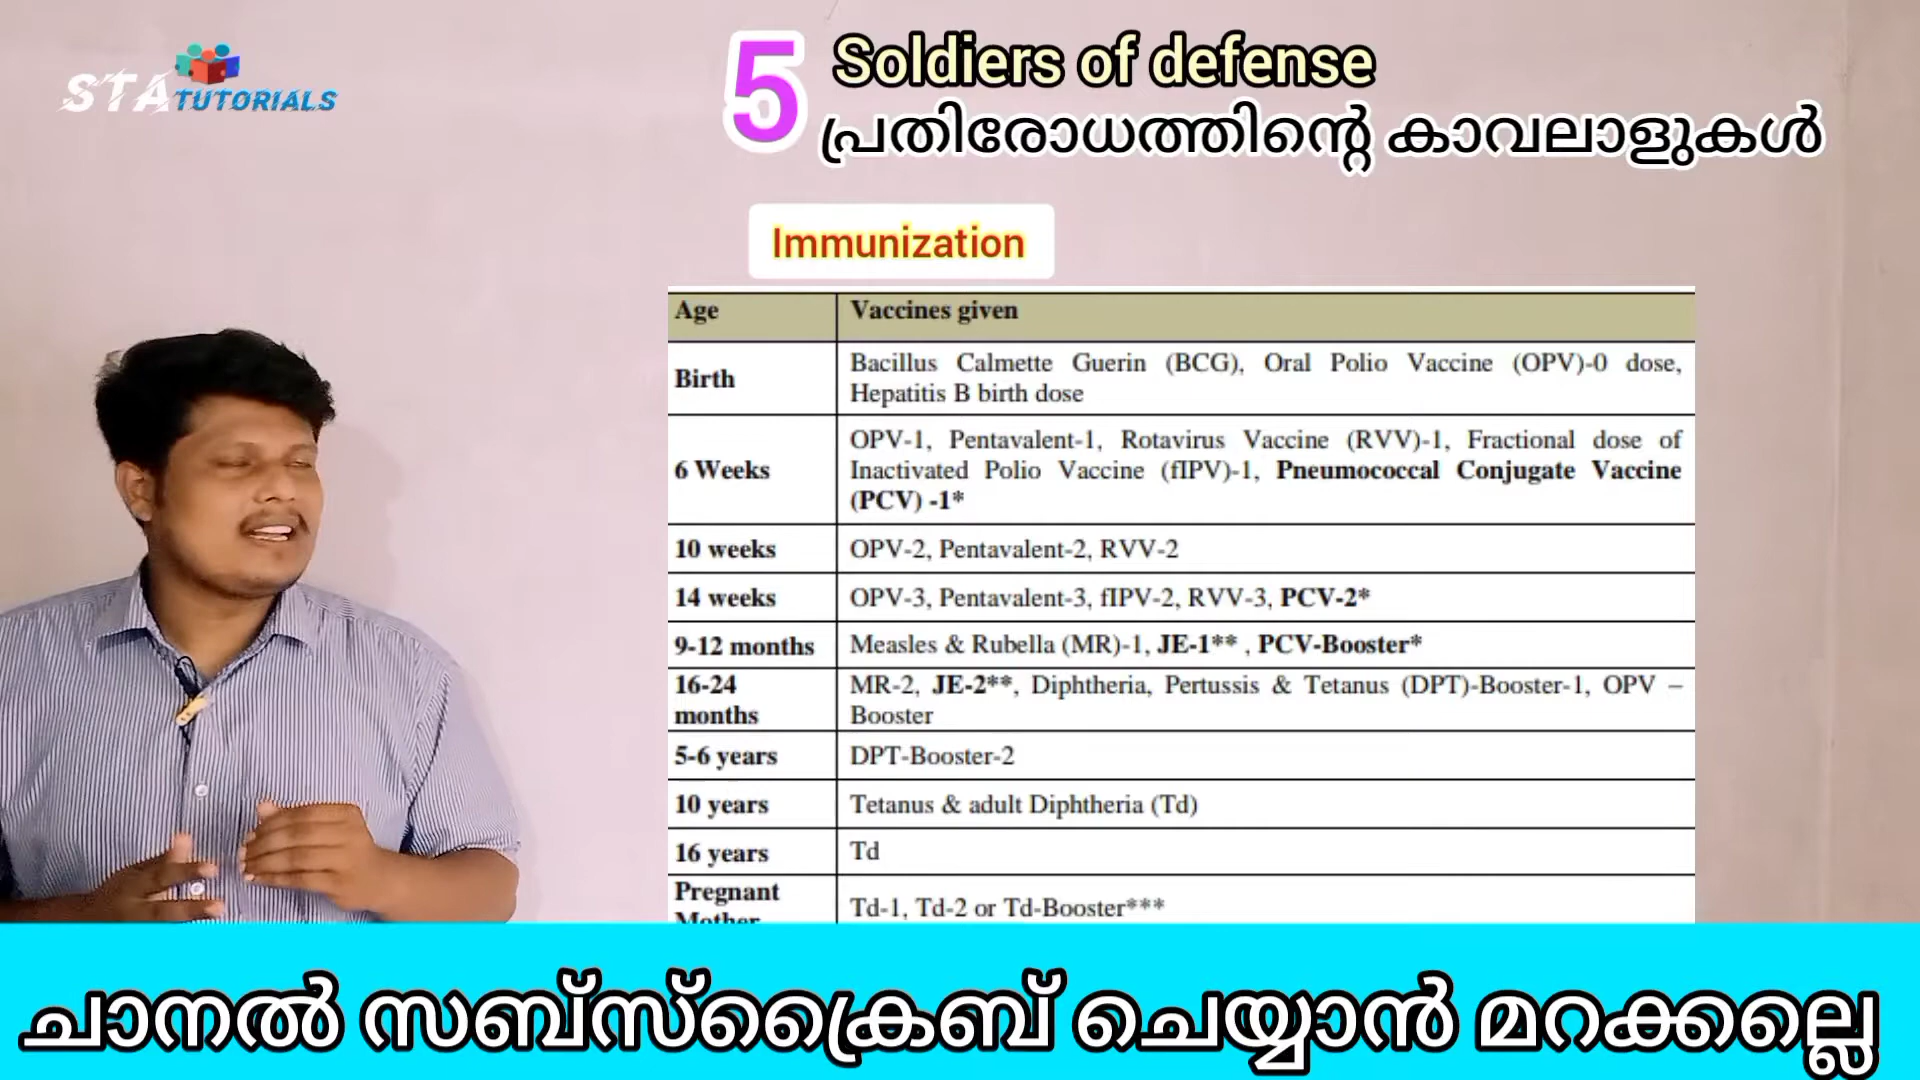 STA TUTORIALS
5 Soldiers of defense
പ്രതിരോധത്തിന്റെ കാവലാളുകൾ
Immunization
Age Vaccines given
Birth Bacillus Calmette Guerin (BCG), Oral Polio Vaccine (OPV)-0 dose,
Hepatitis B birth dose
6 Weeks OPV-1, Pentavalent-1, Rotavirus Vaccine (RVV)-1, Fractional dose of
Inactivated Polio Vaccine (fIPV)-1, Pneumococcal Conjugate Vaccine
(PCV) -1*
10 weeks OPV-2, Pentavalent-2, RVV-2
14 weeks OPV-3, Pentavalent-3, fIPV-2, RVV-3, PCV-2*
9-12 months Measles & Rubella (MR)-1, JE-1** , PCV-Booster*
16-24 MR-2, JE-2**, Diphtheria, Pertussis & Tetanus (DPT)-Booster-1, OPV –
months Booster
5-6 years DPT-Booster-2
10 years Tetanus & adult Diphtheria (Td)
16 years Td
Pregnant Td-1, Td-2 or Td-Booster***
Mother
ചാനൽ സബ്സ്ക്രൈബ് ചെയ്യാൻ മറക്കല്ലെ